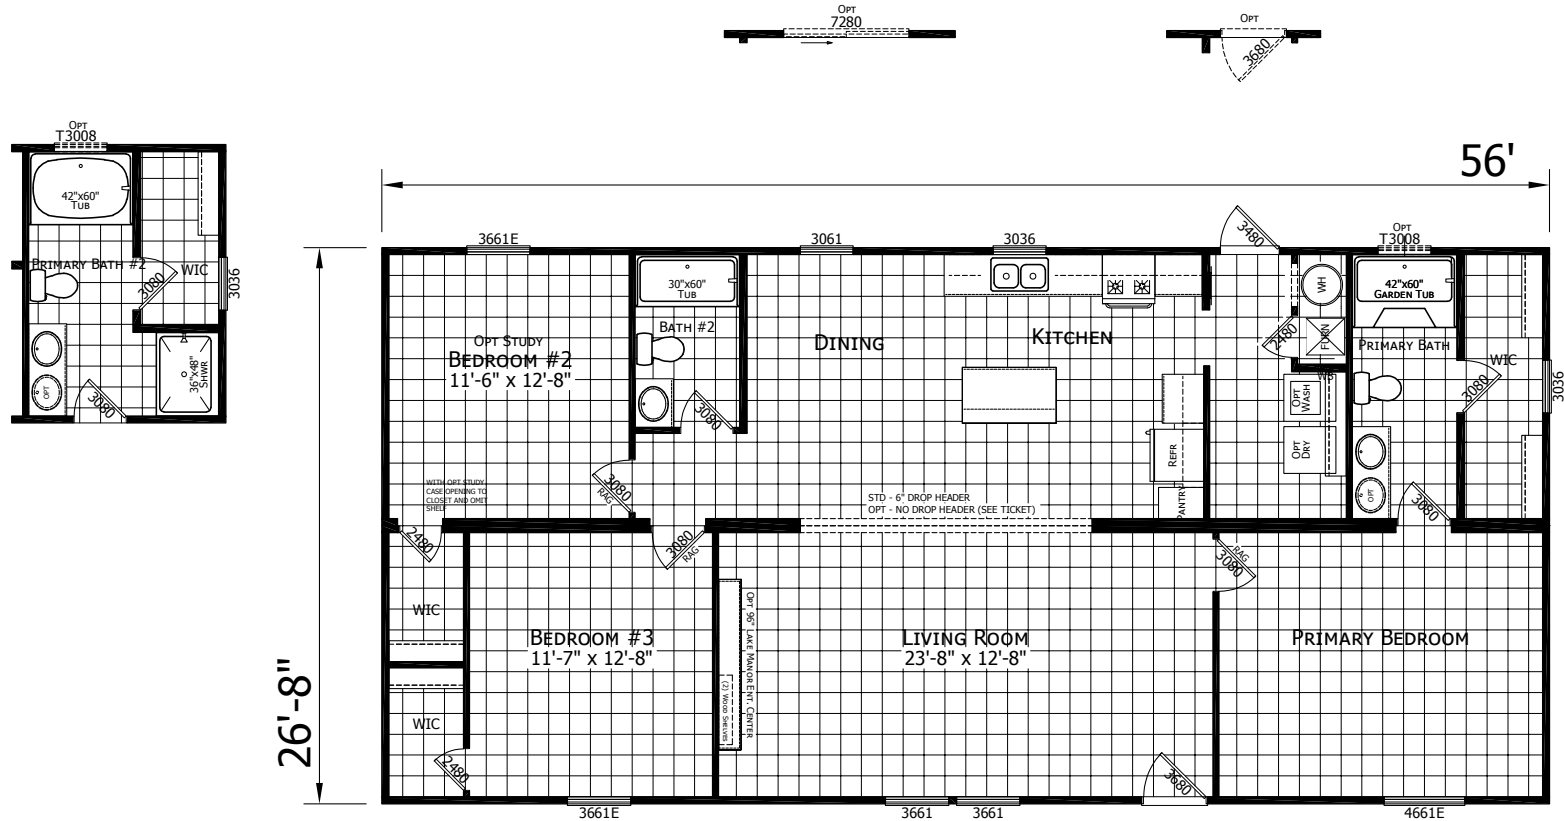 OPT
7280
OPT
3680
OPT
T3008
42"x60"
TUB
PRIMARY BATH #2
WIC
3080
3036
36"x48"
SHWR
OPT
3080
56'
26'-8"
3661E
3061
3036
3480
OPT
T3008
OPT STUDY
BEDROOM #2
11'-6" x 12'-8"
30"x60"
TUB
BATH #2
3080
DINING
KITCHEN
WH
2480
FURN
WS
42"x60"
GARDEN TUB
PRIMARY BATH
WIC
3080
3036
OPT
WASH
OPT
DRY
REFR
PANTRY
OPT
3080
WITH OPT STUDY
CASE OPENING TO
CLOSET AND OMIT
SHELF
3080
RAG
STD - 6" DROP HEADER
OPT - NO DROP HEADER (SEE TICKET)
2480
3080
RAG
RAG
3080
WIC
BEDROOM #3
11'-7" x 12'-8"
OPT 96" LAKE MANOR ENT. CENTER
(2) WOOD SHELVES
LIVING ROOM
23'-8" x 12'-8"
PRIMARY BEDROOM
WIC
2480
3680
3661E
3661
3661
4661E